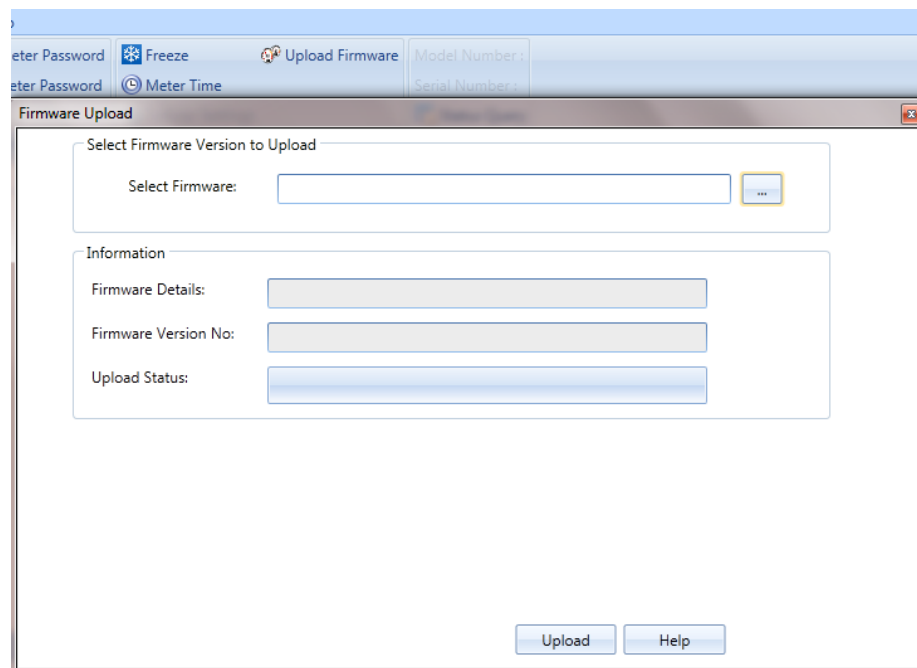 eter Password Freeze Upload Firmware Model Number :
eter Password Meter Time Serial Number :
Firmware Upload
Select Firmware Version to Upload
Select Firmware: ...
Information
Firmware Details:
Firmware Version No:
Upload Status:
Upload Help